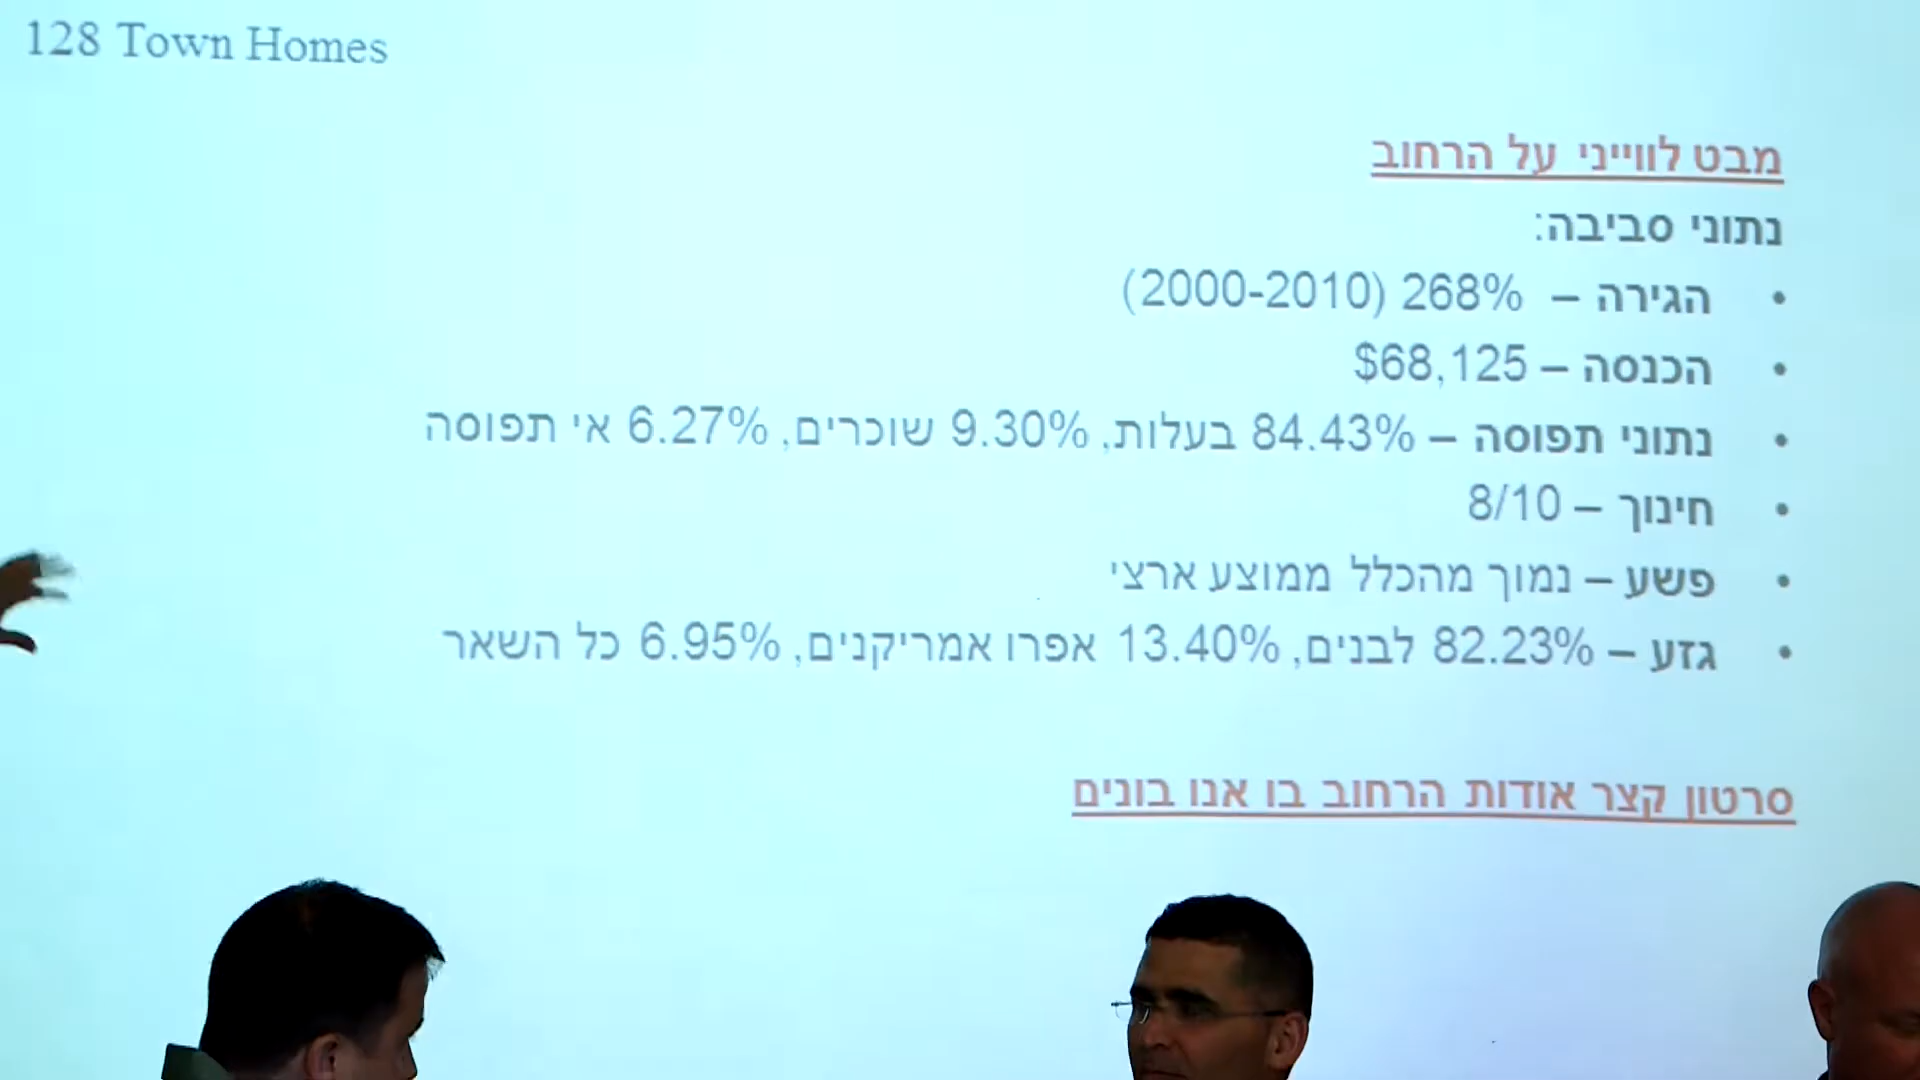 128 Town Homes
מבט לווייני על הרחוב
נתוני סביבה:
• הגירה – 268% (2000-2010)
• הכנסה – $68,125
• נתוני תפוסה – 84.43% בעלות, 9.30% שוכרים, 6.27% אי תפוסה
• חינוך – 8/10
• פשע – נמוך מהכלל ממוצע ארצי
• גזע – 82.23% לבנים, 13.40% אפרו אמריקנים, 6.95% כל השאר
סרטון קצר אודות הרחוב בו אנו בונים